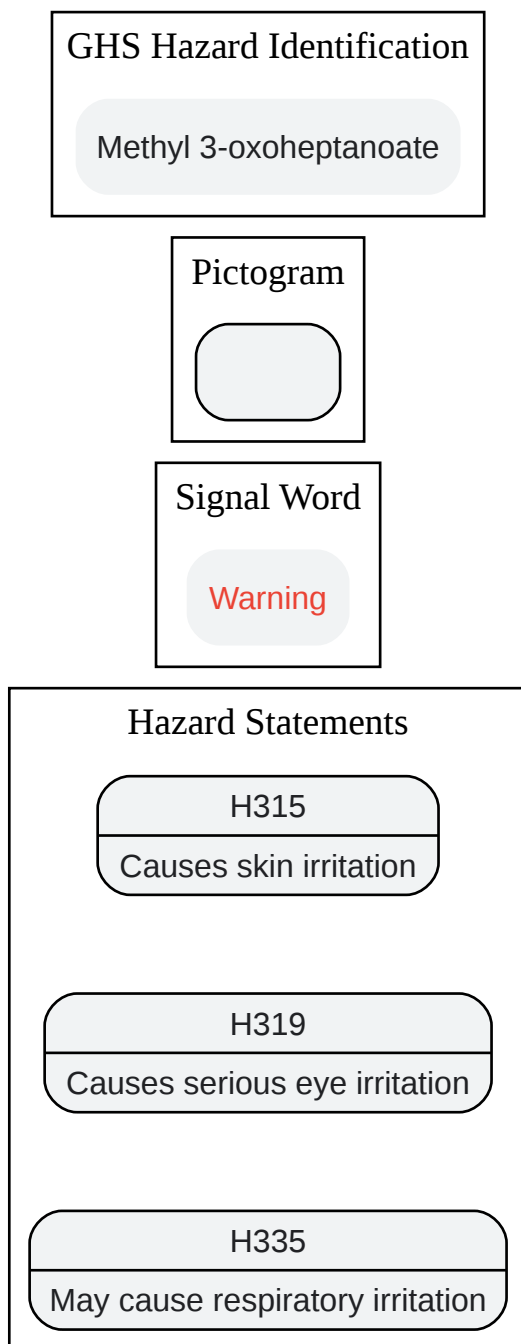 GHS Hazard Identification
Methyl 3-oxoheptanoate
Pictogram
Signal Word
Warning
Hazard Statements
H315
Causes skin irritation
H319
Causes serious eye irritation
H335
May cause respiratory irritation